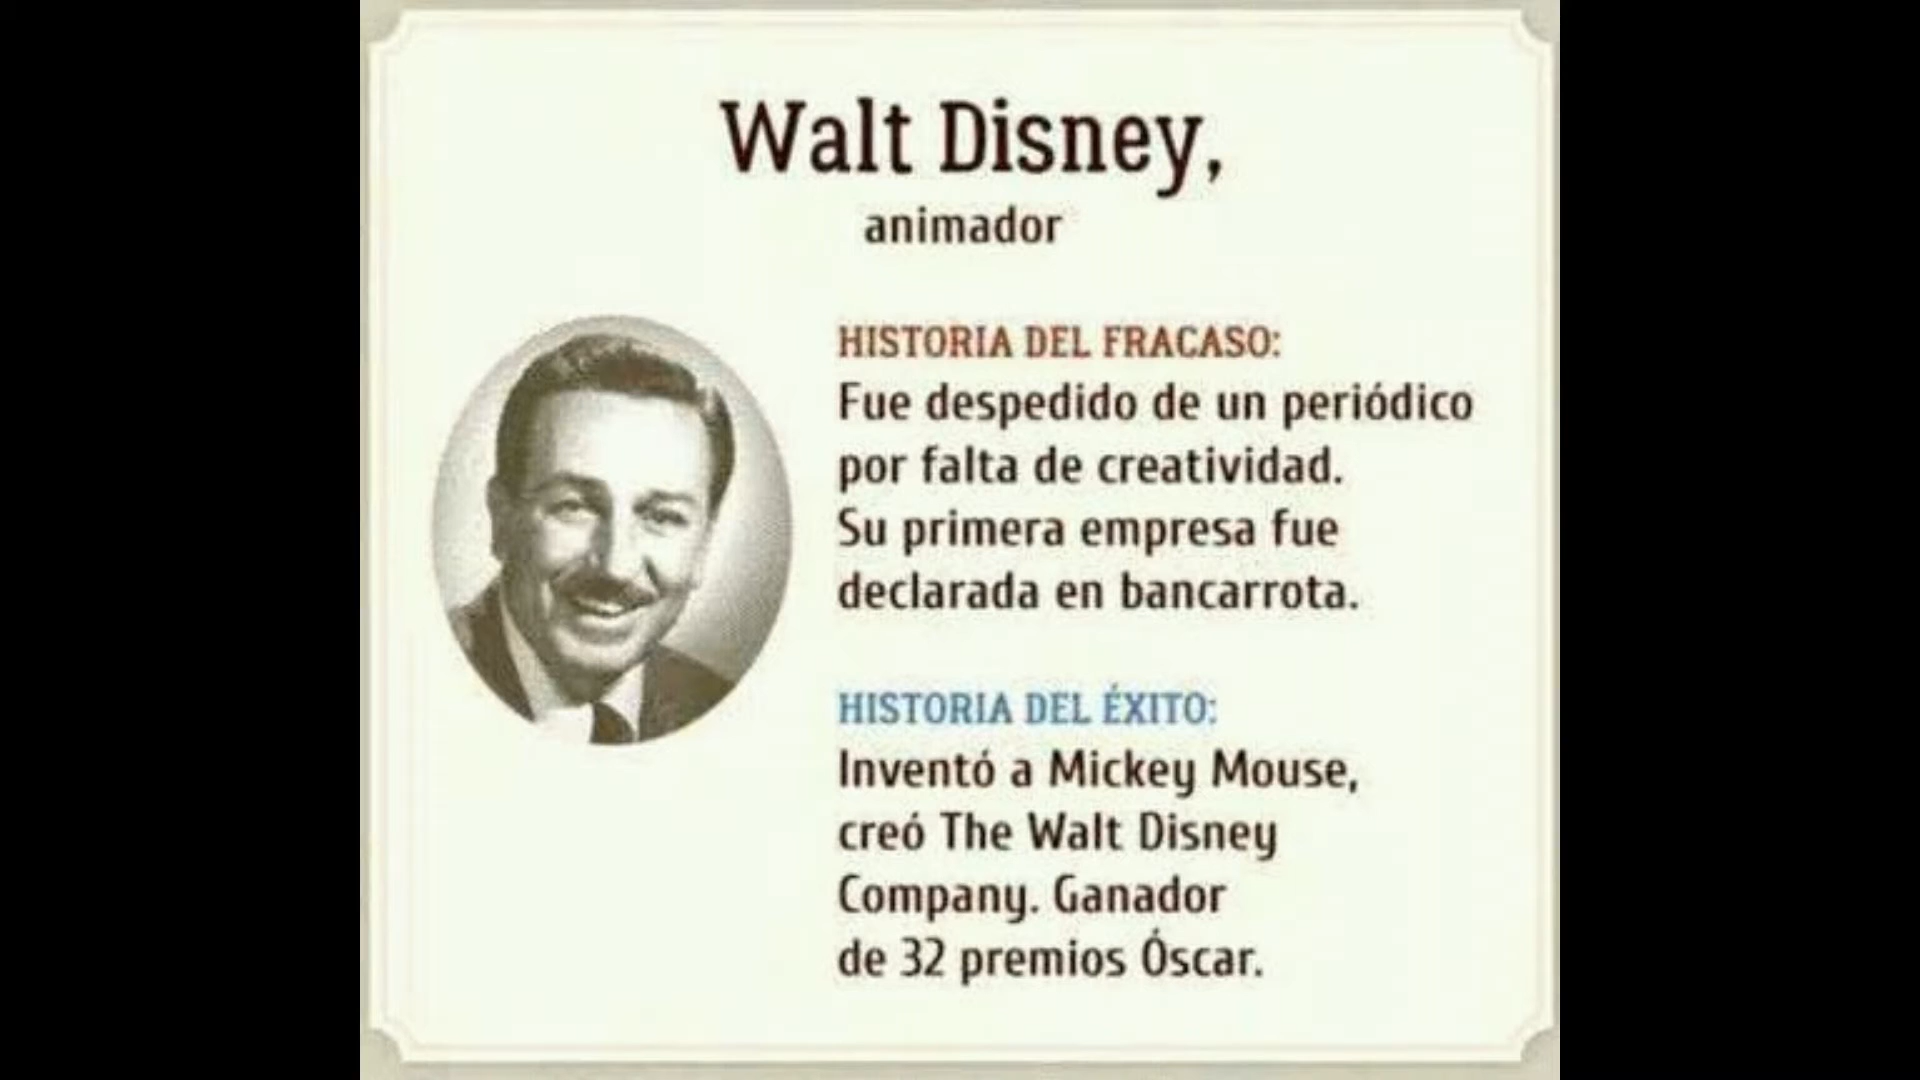 Walt Disney,
animador
HISTORIA DEL FRACASO:
Fue despedido de un periódico
por falta de creatividad.
Su primera empresa fue
declarada en bancarrota.
HISTORIA DEL ÉXITO:
Inventó a Mickey Mouse,
creó The Walt Disney
Company. Ganador
de 32 premios Óscar.